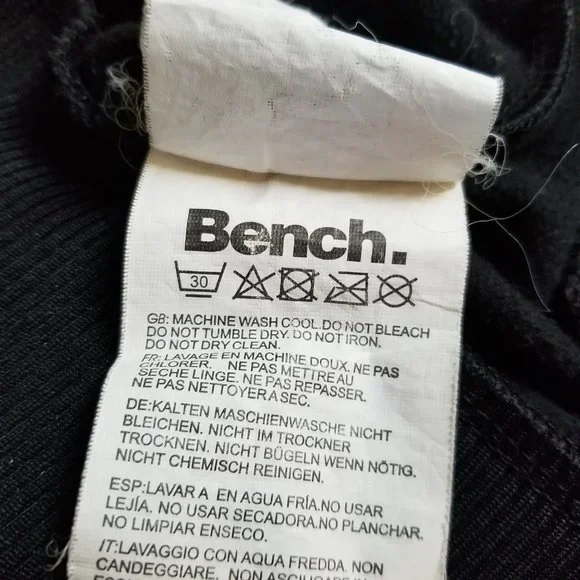 Bench.
30
GB: MACHINE WASH COOL.DO NOT BLEACH
DO NOT TUMBLE DRY. DO NOT IRON.
DO NOT DRY CLEAN.
FR: LAVAGE EN MACHINE DOUX. NE PAS
CHLORER. NE PAS METTRE AU
SECHE LINGE. NE PAS REPASSER.
NE PAS NETTOYER A SEC.
DE:KALTEN MASCHIENWASCHE NICHT
BLEICHEN. NICHT IM TROCKNER
TROCKNEN. NICHT BÜGELN WENN NÖTIG.
NICHT CHEMISCH REINIGEN.
ESP:LAVAR A EN AGUA FRÍA.NO USAR
LEJÍA. NO USAR SECADORA.NO PLANCHAR.
NO LIMPIAR ENSECO.
IT:LAVAGGIO CON AQUA FREDDA. NON
CANDEGGIARE. NON ASCIUGARE